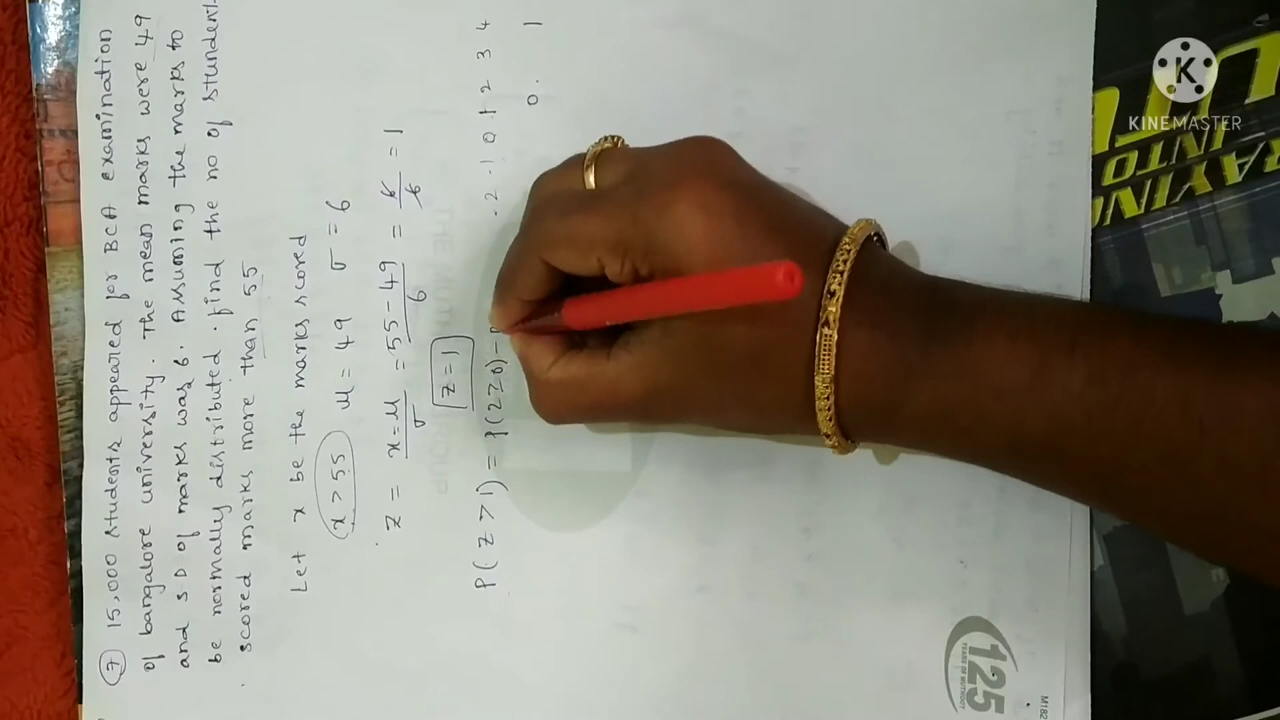 7 15,000 students appeared for BCA examination
of bangalore university. The mean marks were 49
and S D of marks was 6. Assuming the marks to
be normally distributed. find the no of stundent
scored marks more than 55
Let x be the marks scored
(x > 55) μ = 49 σ = 6
z = x-μ/σ = 55-49/6 = 6/6 = 1
z = 1
P(z > 1) = P(z ≥ 0) -
-2 -1 0 1 2 3 4
0. 1
125
M182
KINEMASTER